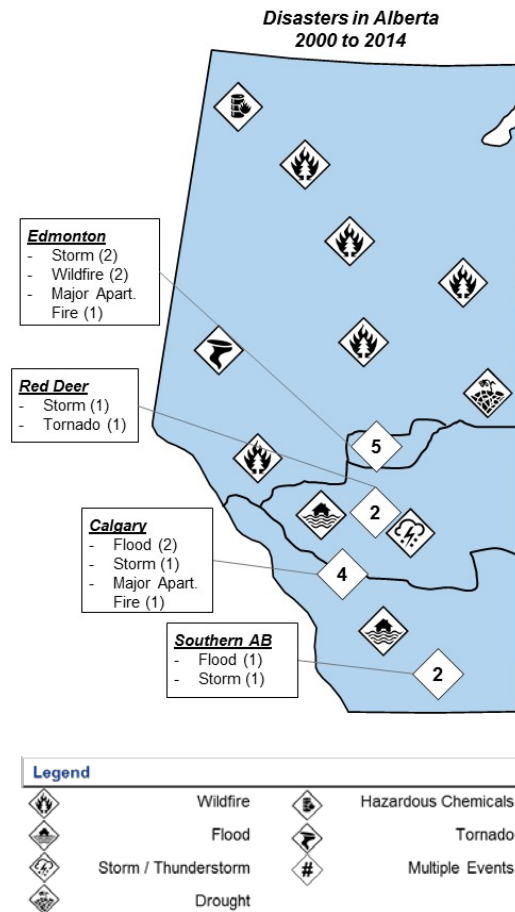 Disasters in Alberta
2000 to 2014
Edmonton
- Storm (2)
- Wildfire (2)
- Major Apart.
Fire (1)
Red Deer
- Storm (1)
- Tornado (1)
5
2
Calgary
- Flood (2)
- Storm (1)
- Major Apart.
Fire (1)
4
Southern AB
- Flood (1)
- Storm (1)
2
Legend
Wildfire
Hazardous Chemicals
Flood
Tornado
Storm / Thunderstorm
# Multiple Events
Drought